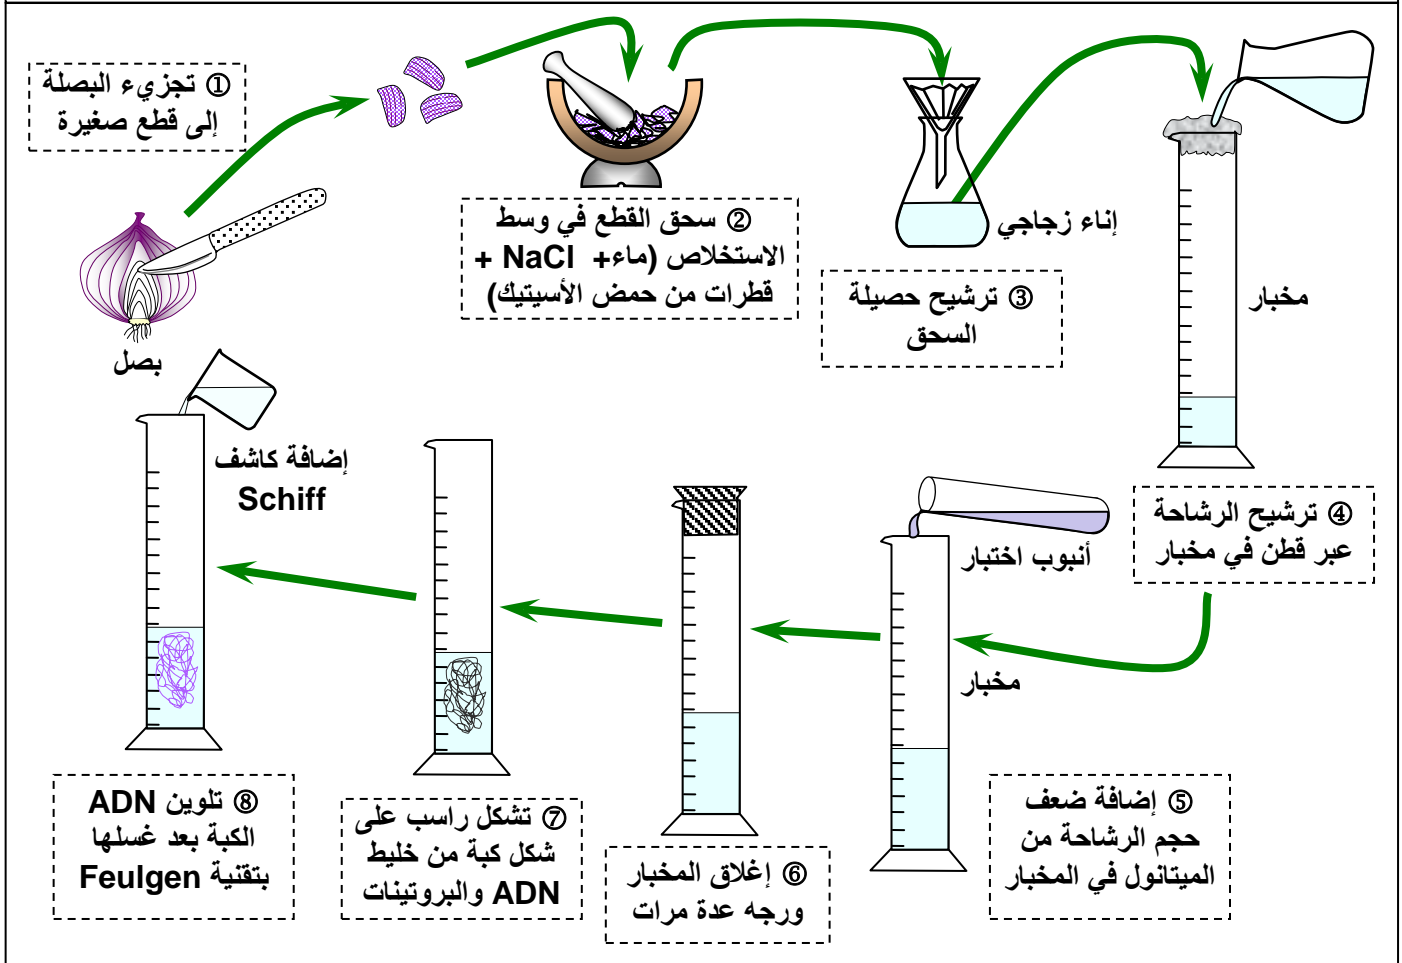 ① تجزيء البصلة
إلى قطع صغيرة
بصل
② سحق القطع في وسط
الاستخلاص (ماء+ NaCl +
قطرات من حمض الأسيتيك)
③ ترشيح حصيلة
السحق
إناء زجاجي
مخبار
④ ترشيح الرشاحة
عبر قطن في مخبار
أنبوب اختبار
مخبار
⑤ إضافة ضعف
حجم الرشاحة من
الميتانول في المخبار
⑥ إغلاق المخبار
ورجه عدة مرات
⑦ تشكل راسب على
شكل كبة من خليط
ADN والبروتينات
إضافة كاشف
Schiff
⑧ تلوين ADN
الكبة بعد غسلها
بتقنية Feulgen